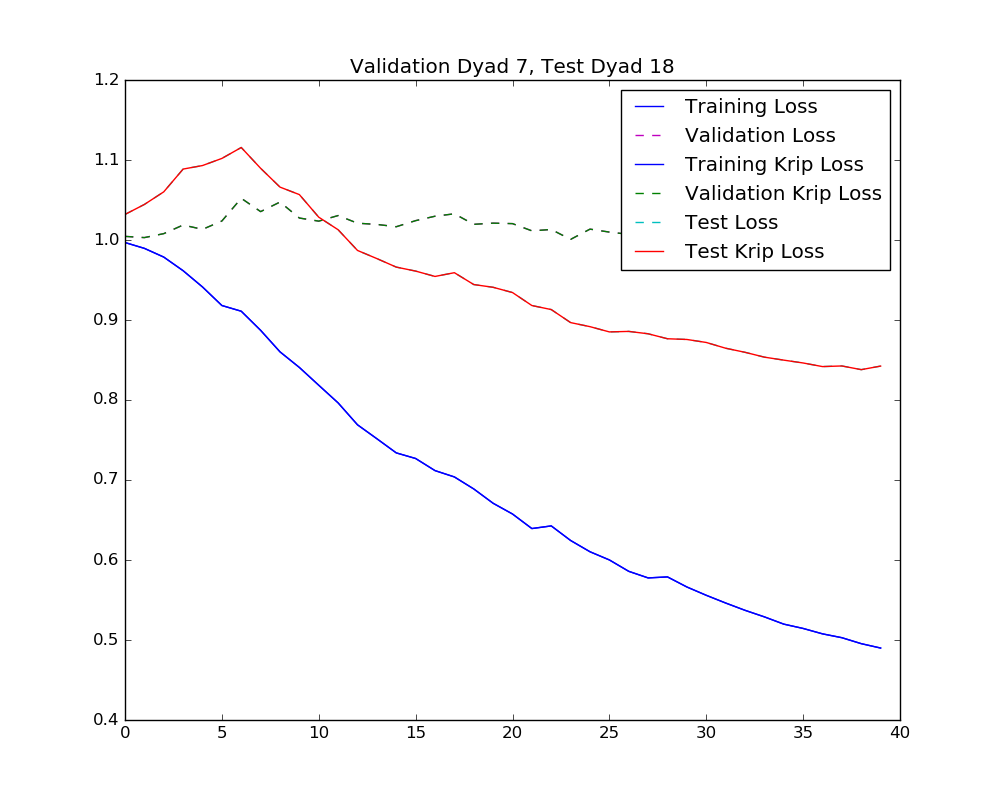 Validation Dyad 7, Test Dyad 18
1.2
1.1
1.0
0.9
0.8
0.7
0.6
0.5
0.4
Training Loss
Validation Loss
Training Krip Loss
Validation Krip Loss
Test Loss
Test Krip Loss
0 5 10 15 20 25 30 35 40